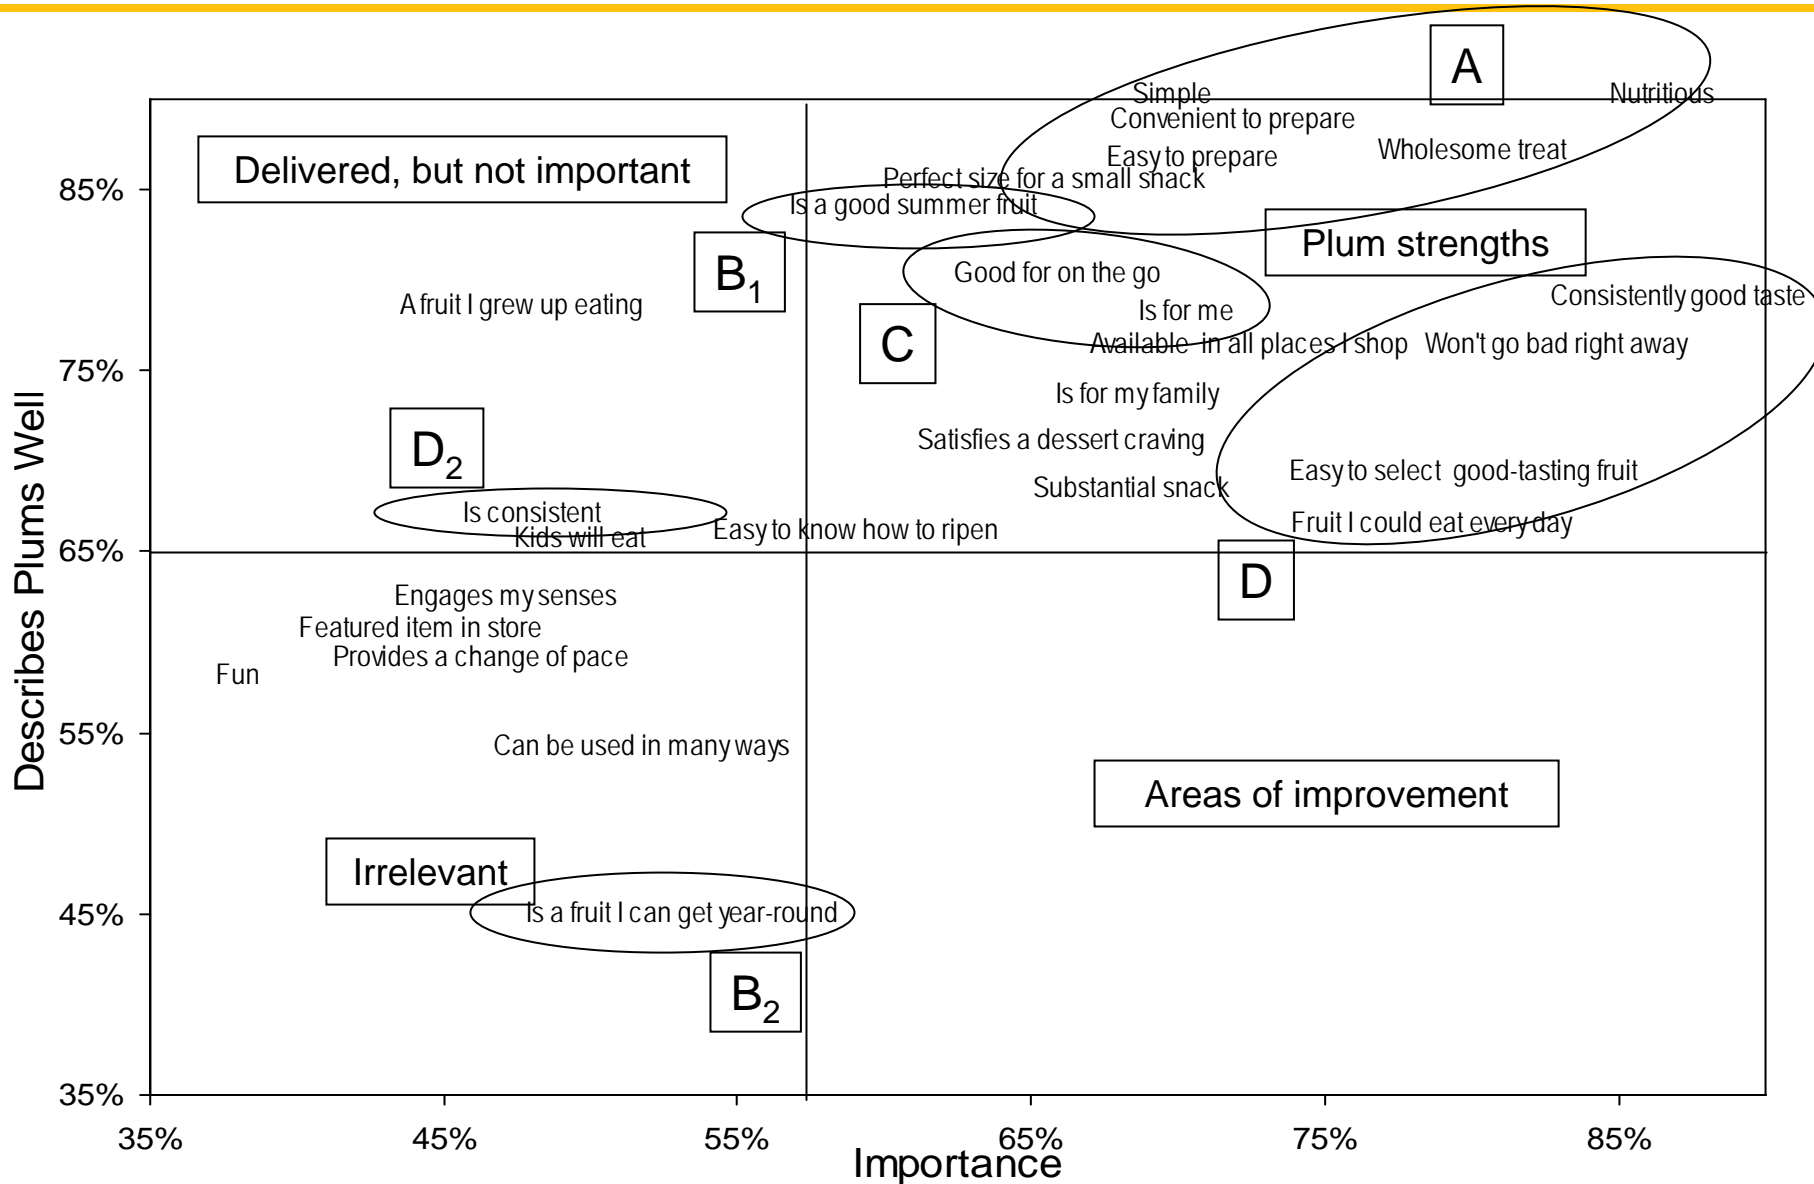 A
Simple
Nutritious
Convenient to prepare
Wholesome treat
Easy to prepare
Delivered, but not important
Perfect size for a small snack
85%
Is a good summer fruit
Plum strengths
B1
Good for on the go
Consistently good taste
A fruit I grew up eating
Is for me
C
Available in all places I shop
Won't go bad right away
75%
Is for my family
Satisfies a dessert craving
D2
Easy to select good-tasting fruit
Substantial snack
Is consistent
Fruit I could eat every day
Easy to know how to ripen
Kids will eat
65%
D
Engages my senses
Featured item in store
Provides a change of pace
Fun
Describes Plums Well
55%
Can be used in many ways
Areas of improvement
Irrelevant
45%
Is a fruit I can get year-round
B2
35%
35%
45%
55%
65%
75%
85%
Importance